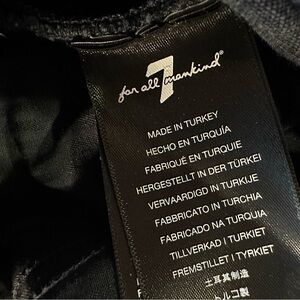 7
for all mankind®
MADE IN TURKEY
HECHO EN TURQUÍA
FABRIQUÉ EN TURQUIE
HERGESTELLT IN DER TÜRKEI
VERVAARDIGD IN TURKIJE
FABBRICATO IN TURCHIA
FABRICADO NA TURQUIA
TILLVERKAD I TURKIET
FREMSTILLET I TYRKIET
土耳其制造
トルコ製